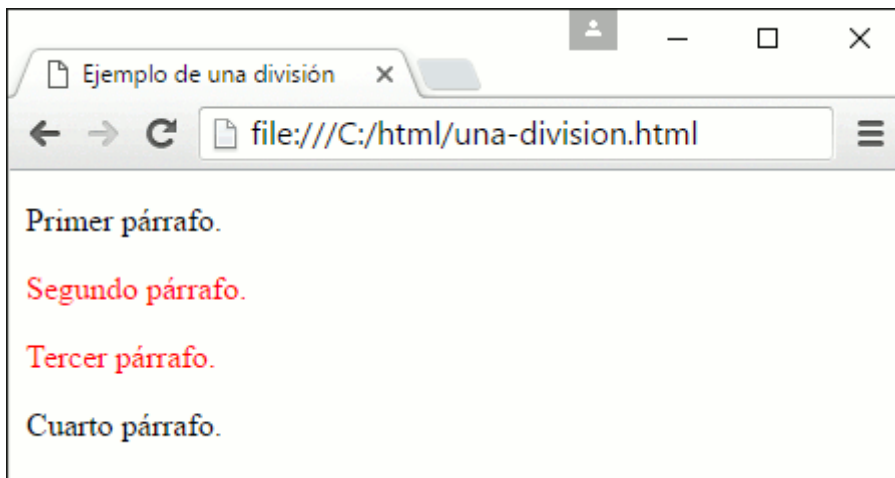 Ejemplo de una división
file:///C:/html/una-division.html
Primer párrafo.
Segundo párrafo.
Tercer párrafo.
Cuarto párrafo.